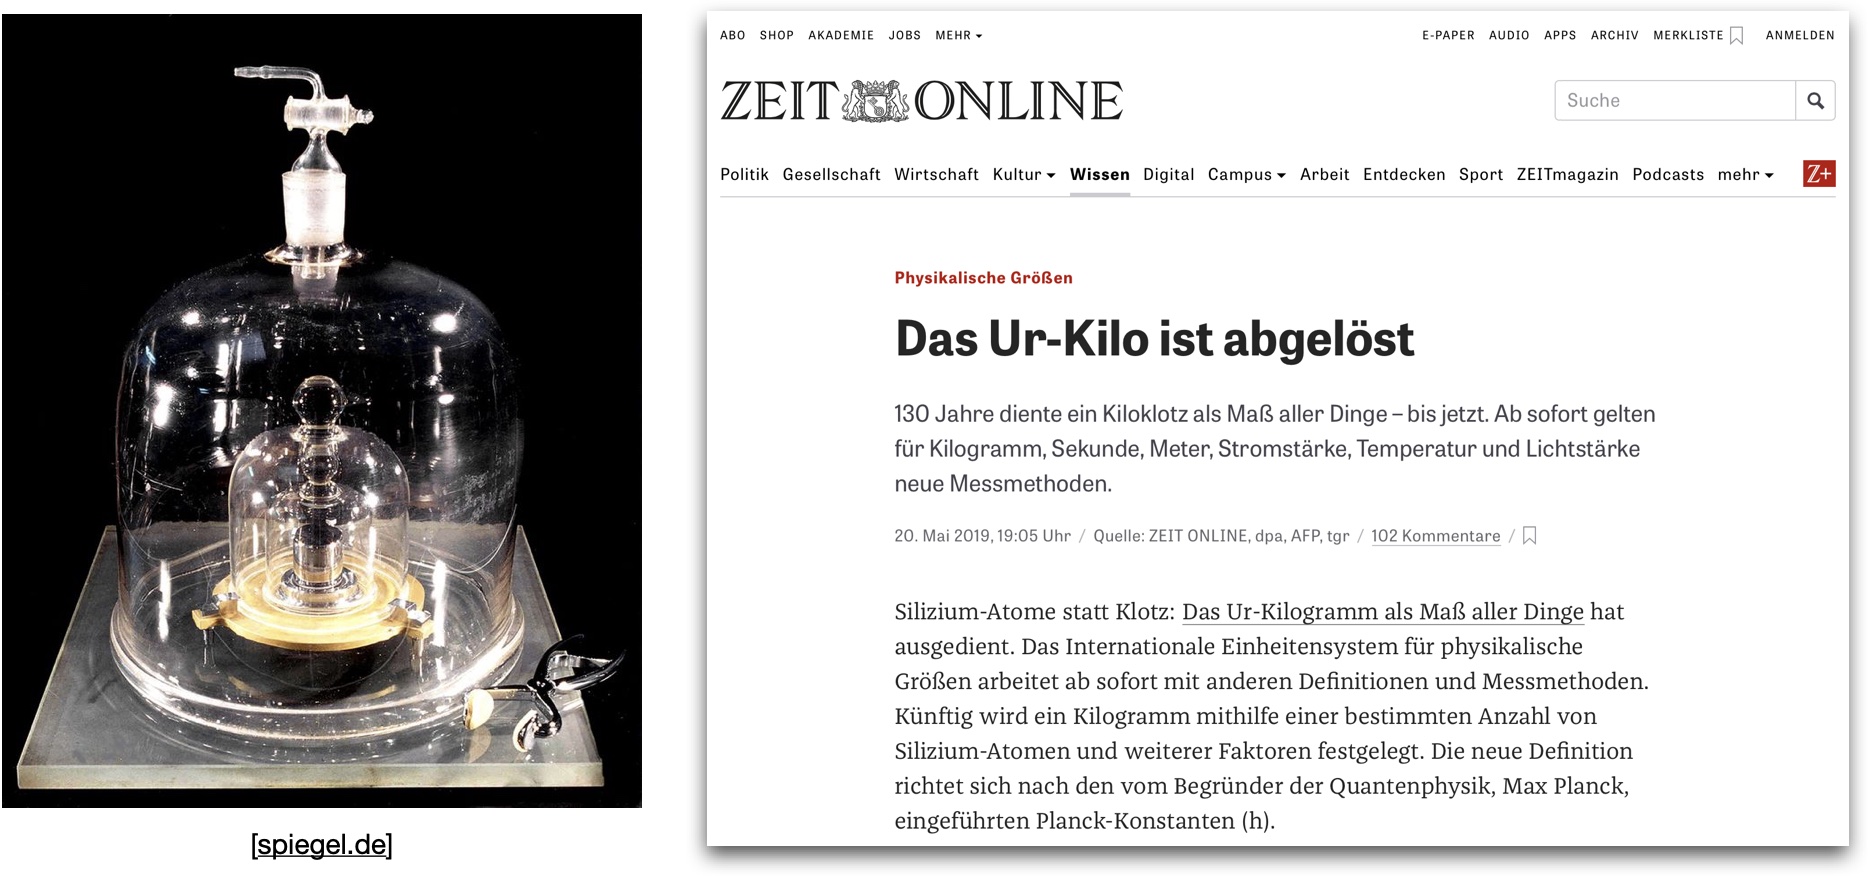 [spiegel.de]
ABO SHOP AKADEMIE JOBS MEHR
E-PAPER AUDIO APPS ARCHIV MERKLISTE ANMELDEN
ZEIT ONLINE
Suche
Politik Gesellschaft Wirtschaft Kultur Wissen Digital Campus Arbeit Entdecken Sport ZEITmagazin Podcasts mehr Z+
Physikalische Größen
Das Ur-Kilo ist abgelöst
130 Jahre diente ein Kiloklotz als Maß aller Dinge – bis jetzt. Ab sofort gelten
für Kilogramm, Sekunde, Meter, Stromstärke, Temperatur und Lichtstärke
neue Messmethoden.
20. Mai 2019, 19:05 Uhr / Quelle: ZEIT ONLINE, dpa, AFP, tgr / 102 Kommentare /
Silizium-Atome statt Klotz: Das Ur-Kilogramm als Maß aller Dinge hat
ausgedient. Das Internationale Einheitensystem für physikalische
Größen arbeitet ab sofort mit anderen Definitionen und Messmethoden.
Künftig wird ein Kilogramm mithilfe einer bestimmten Anzahl von
Silizium-Atomen und weiterer Faktoren festgelegt. Die neue Definition
richtet sich nach den vom Begründer der Quantenphysik, Max Planck,
eingeführten Planck-Konstanten (h).